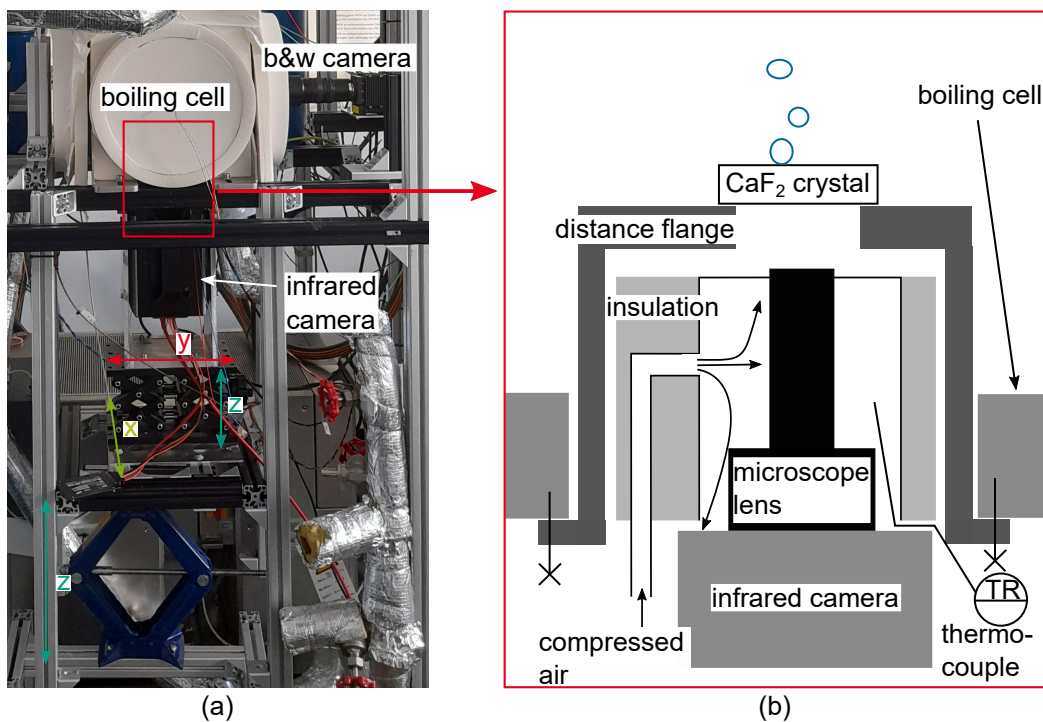 b&w camera
boiling cell
infrared
camera
y
z
x
z
(a)
boiling cell
CaF₂ crystal
distance flange
insulation
microscope
lens
infrared camera
TR
compressed
air
thermo-
couple
(b)